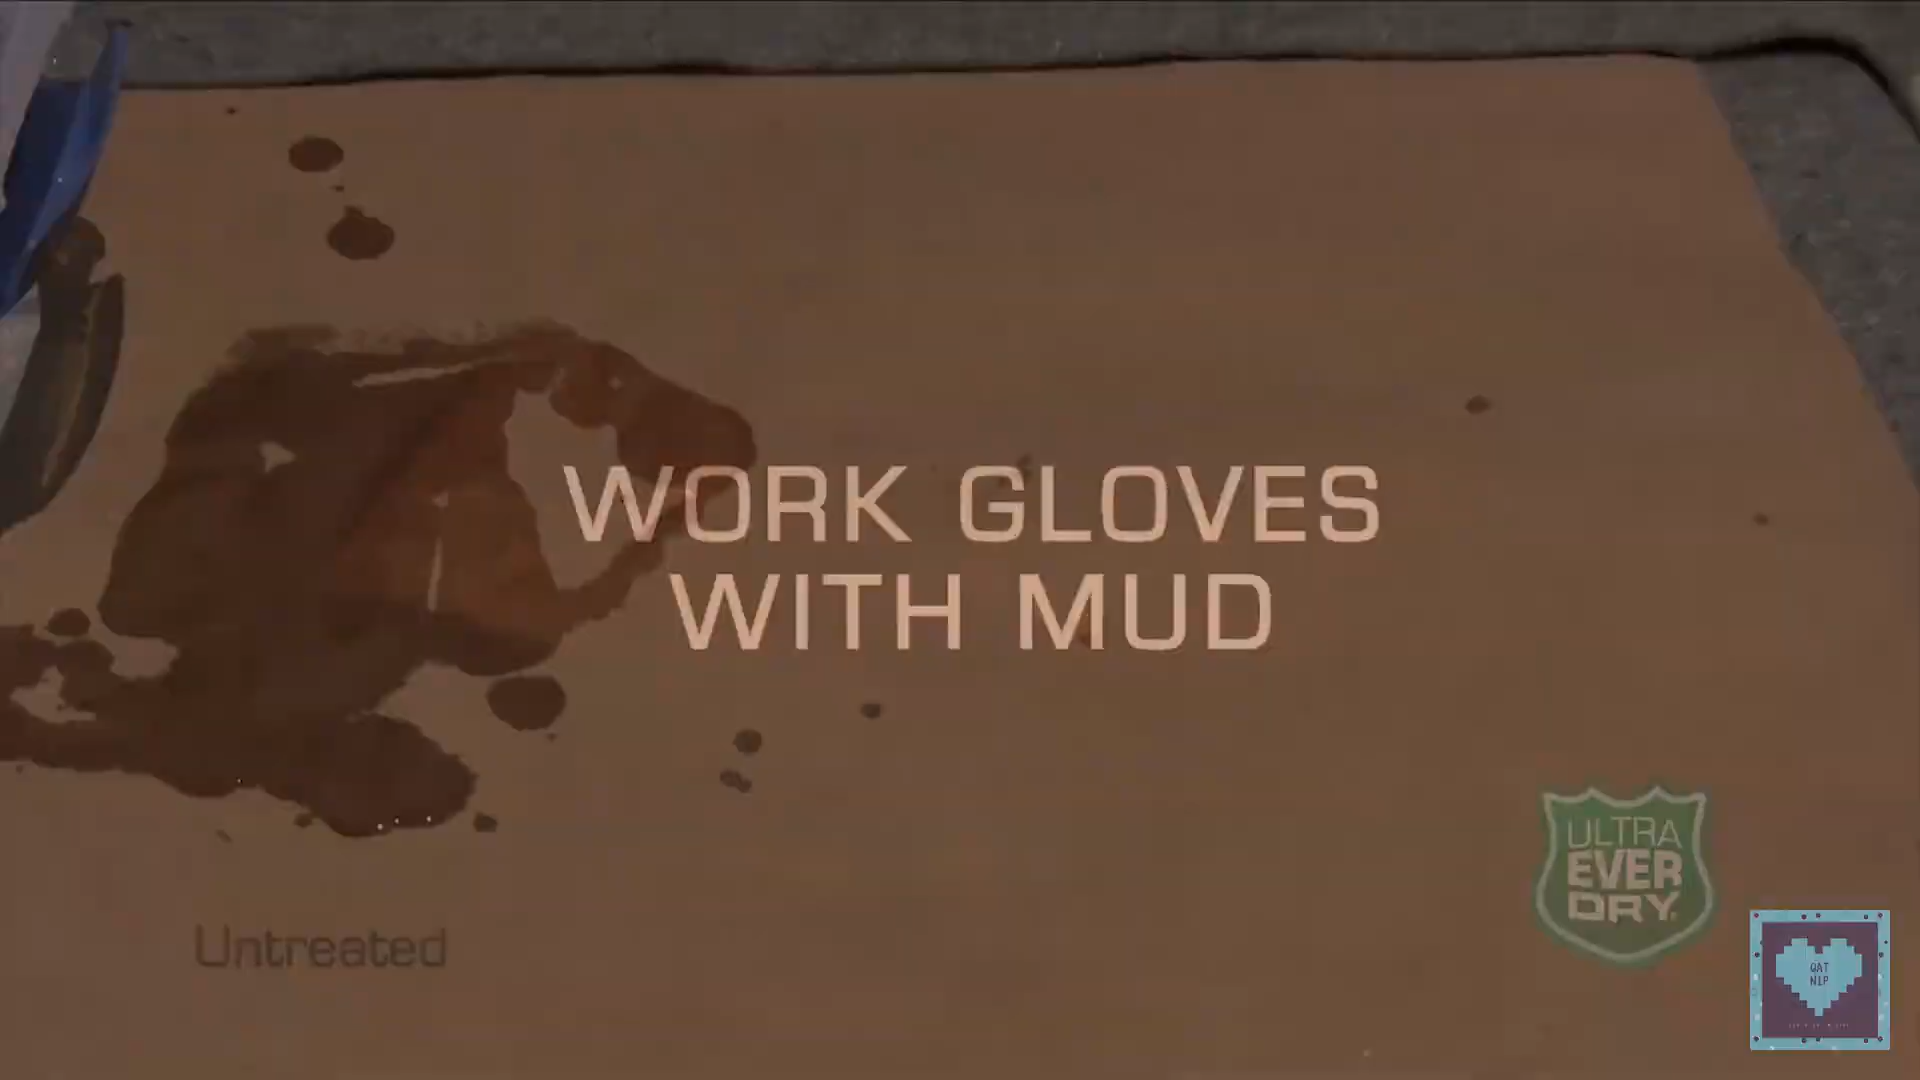 WORK GLOVES
WITH MUD
ULTRA
EVER
DRY
Untreated
QAT
NIP